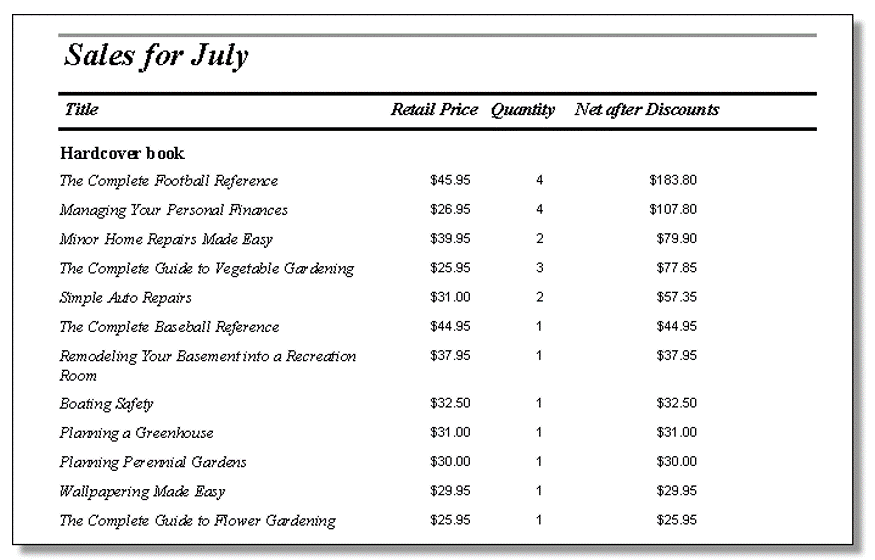 Sales for July
Title Retail Price Quantity Net after Discounts
Hardcover book
The Complete Football Reference $45.95 4 $183.80
Managing Your Personal Finances $26.95 4 $107.80
Minor Home Repairs Made Easy $39.95 2 $79.90
The Complete Guide to Vegetable Gardening $25.95 3 $77.85
Simple Auto Repairs $31.00 2 $57.35
The Complete Baseball Reference $44.95 1 $44.95
Remodeling Your Basement into a Recreation $37.95 1 $37.95
Room
Boating Safety $32.50 1 $32.50
Planning a Greenhouse $31.00 1 $31.00
Planning Perennial Gardens $30.00 1 $30.00
Wallpapering Made Easy $29.95 1 $29.95
The Complete Guide to Flower Gardening $25.95 1 $25.95